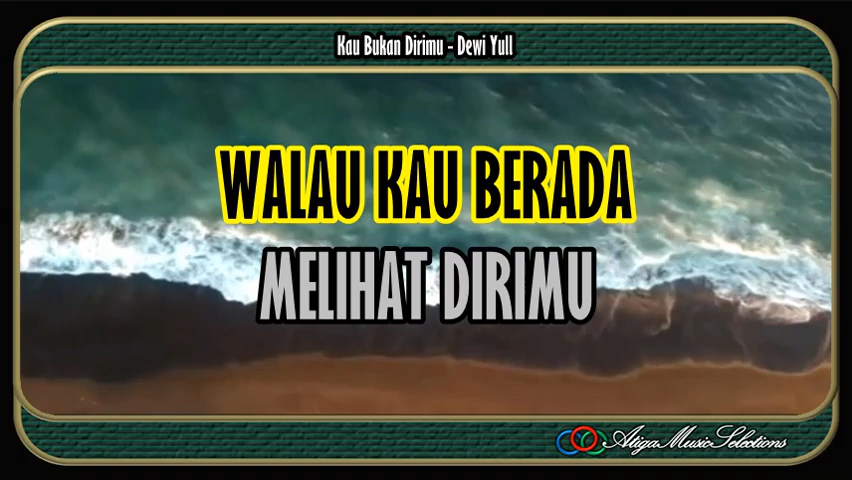 Kau Bukan Dirimu - Dewi Yull
WALAU KAU BERADA
MELIHAT DIRIMU
AtigaMusicSelections